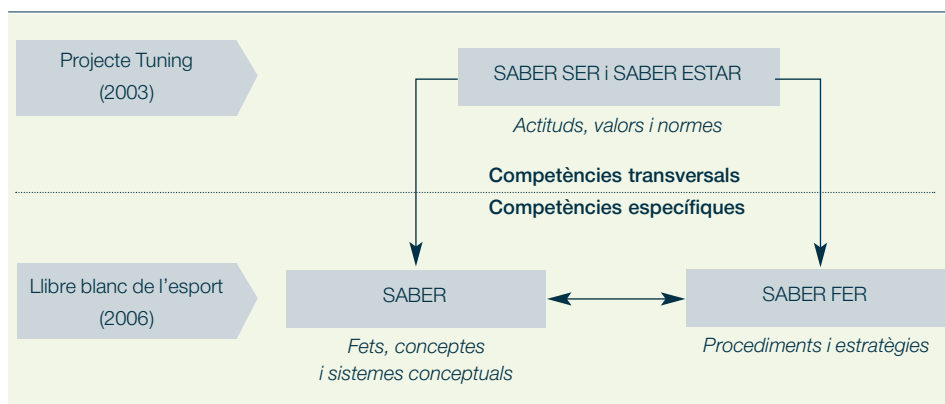 Projecte Tuning
(2003)
SABER SER i SABER ESTAR
Actituds, valors i normes
Competències transversals
Competències específiques
Llibre blanc de l’esport
(2006)
SABER
SABER FER
Fets, conceptes
i sistemes conceptuals
Procediments i estratègies